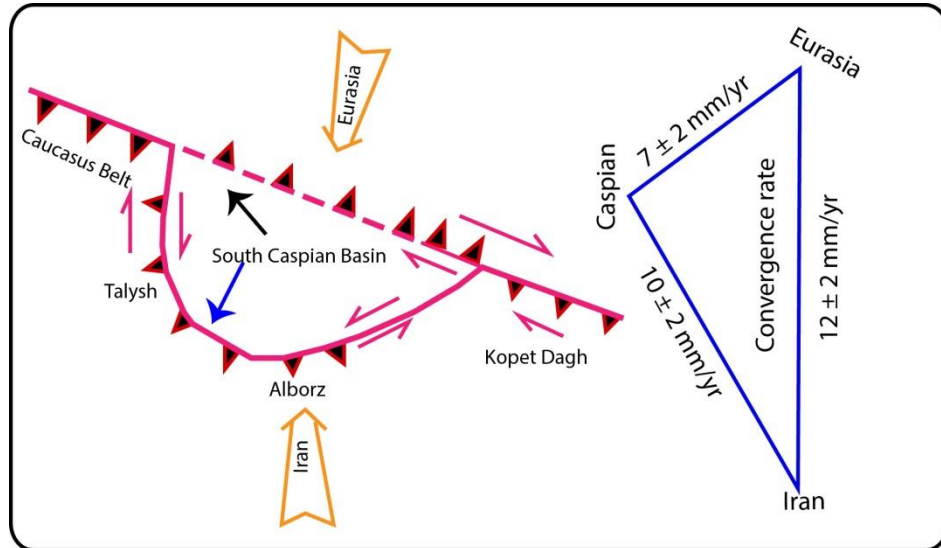 Eurasia
Caucasus Belt
South Caspian Basin
Talysh
Alborz
Kopet Dagh
Iran
Eurasia
7 ± 2 mm/yr
Caspian
Convergence rate
12 ± 2 mm/yr
10 ± 2 mm/yr
Iran